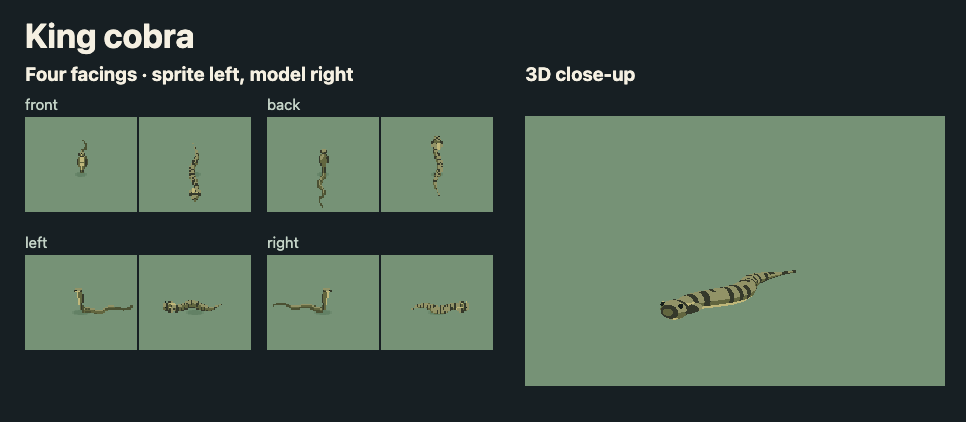 King cobra
Four facings · sprite left, model right
3D close-up
front
back
left
right